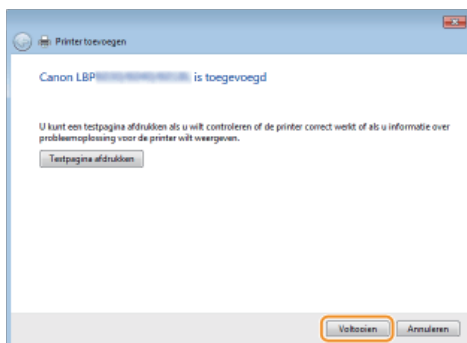 Printer toevoegen
Canon LBP is toegevoegd
U kunt een testpagina afdrukken als u wilt controleren of de printer correct werkt of als u informatie over
probleemoplossing voor de printer wilt weergeven.
Testpagina afdrukken
Voltooien Annuleren